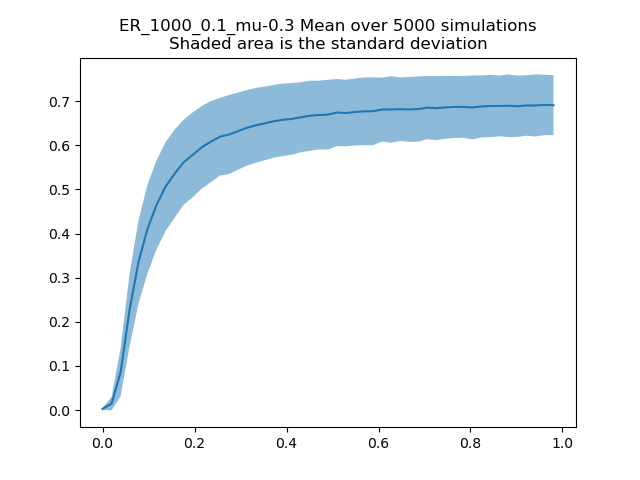 ER_1000_0.1_mu-0.3 Mean over 5000 simulations
Shaded area is the standard deviation
0.7
0.6
0.5
0.4
0.3
0.2
0.1
0.0
0.0 0.2 0.4 0.6 0.8 1.0